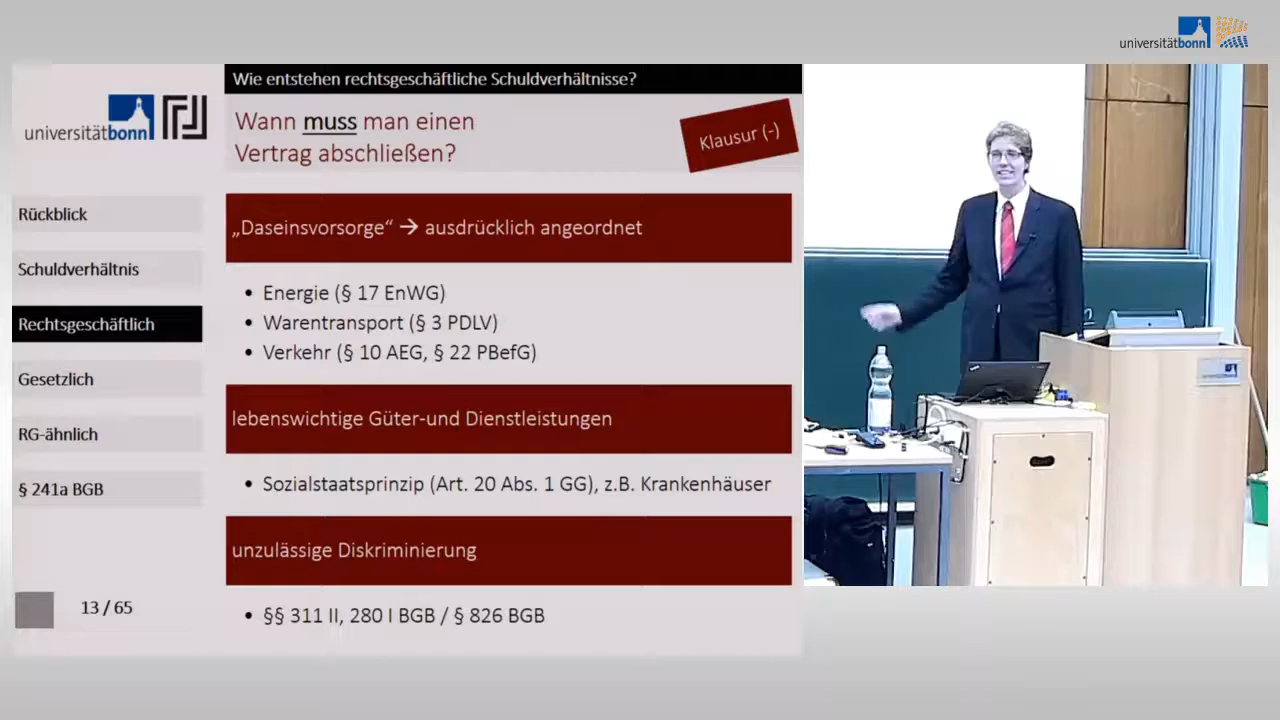 universitätbonn
Wie entstehen rechtsgeschäftliche Schuldverhältnisse?
universitätbonn
Wann muss man einen
Vertrag abschließen?
Klausur (-)
Rückblick
Schuldverhältnis
Rechtsgeschäftlich
Gesetzlich
RG-ähnlich
§ 241a BGB
13 / 65
„Daseinsvorsorge“ → ausdrücklich angeordnet
• Energie (§ 17 EnWG)
• Warentransport (§ 3 PDLV)
• Verkehr (§ 10 AEG, § 22 PBefG)
lebenswichtige Güter-und Dienstleistungen
• Sozialstaatsprinzip (Art. 20 Abs. 1 GG), z.B. Krankenhäuser
unzulässige Diskriminierung
• §§ 311 II, 280 I BGB / § 826 BGB